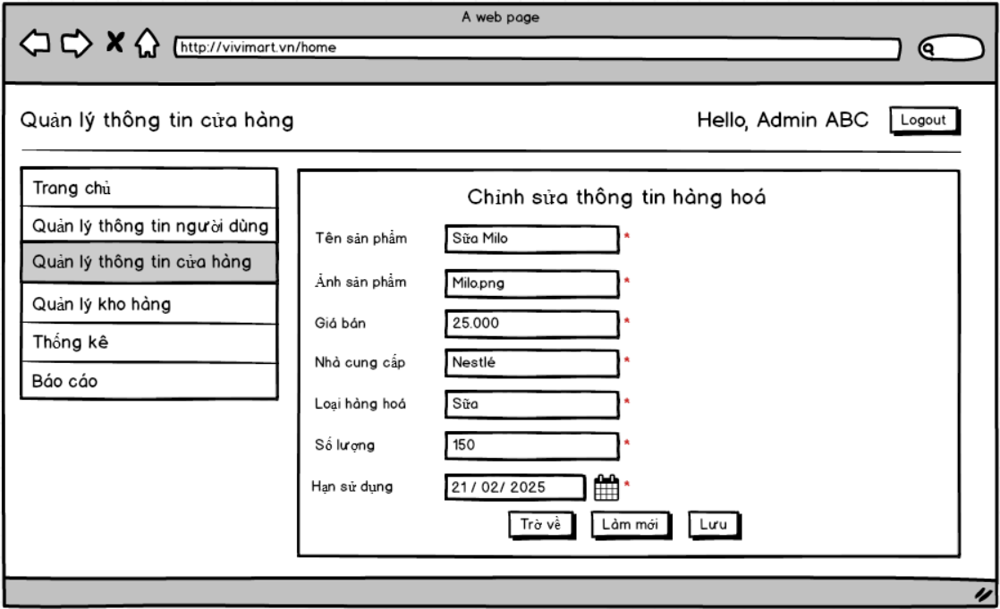 A web page
http://vivimart.vn/home
Quản lý thông tin cửa hàng
Hello, Admin ABC
Logout
Trang chủ
Quản lý thông tin người dùng
Quản lý thông tin cửa hàng
Quản lý kho hàng
Thống kê
Báo cáo
Chỉnh sửa thông tin hàng hoá
Tên sản phẩm Sữa Milo *
Ảnh sản phẩm Milo.png *
Giá bán 25.000 *
Nhà cung cấp Nestlé *
Loại hàng hoá Sữa *
Số lượng 150 *
Hạn sử dụng 21 / 02/ 2025 *
Trở về Làm mới Lưu